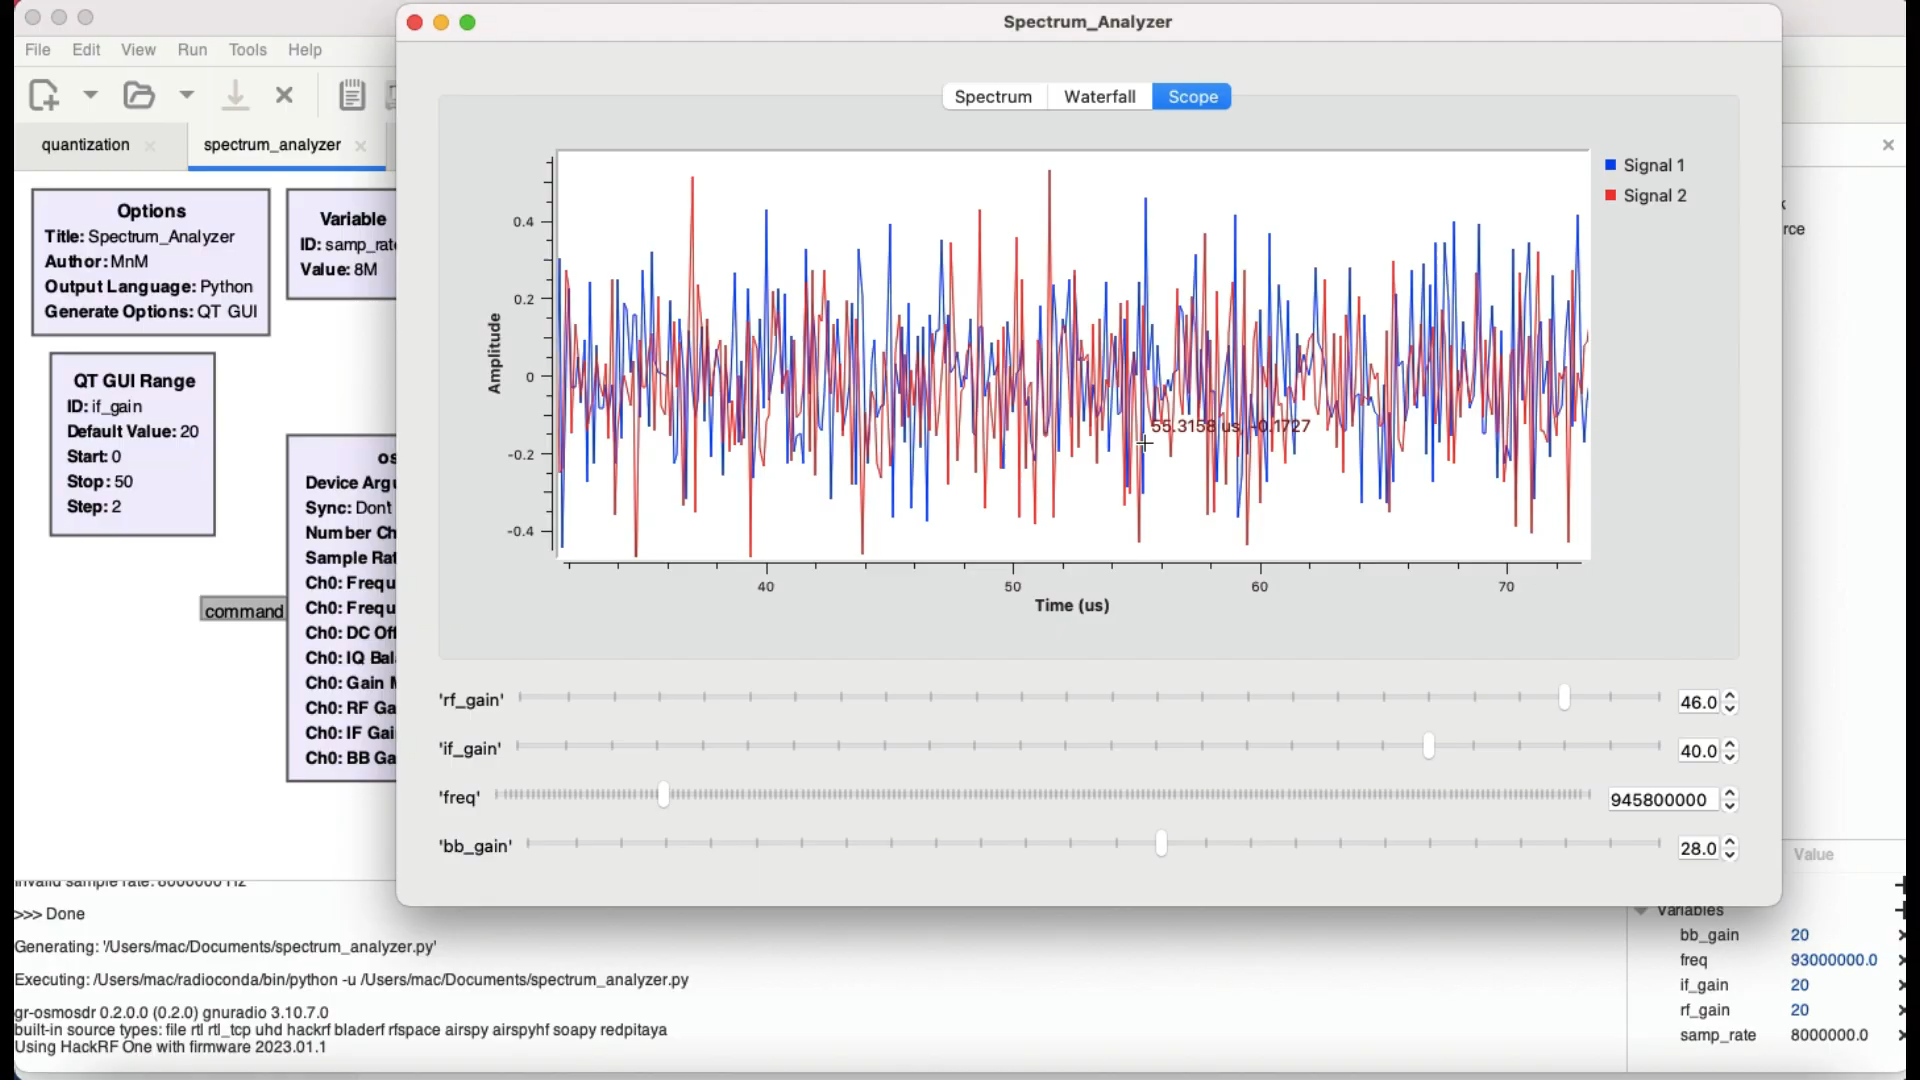 Spectrum_Analyzer
File Edit View Run Tools Help
quantization
spectrum_analyzer
Options
Title: Spectrum_Analyzer
Author: MnM
Output Language: Python
Generate Options: QT GUI
Variable
ID: samp_rate
Value: 8M
QT GUI Range
ID: if_gain
Default Value: 20
Start: 0
Stop: 50
Step: 2
command
os
Device Argu
Sync: Dont
Number Ch
Sample Rat
Ch0: Frequ
Ch0: Frequ
Ch0: DC Off
Ch0: IQ Bal
Ch0: Gain M
Ch0: RF Ga
Ch0: IF Gai
Ch0: BB Ga
Spectrum Waterfall Scope
Signal 1
Signal 2
Amplitude
0.4
0.2
0
-0.2
-0.4
55.3158 us, -0.1727
40 50 60 70
Time (us)
'rf_gain' 46.0
'if_gain' 40.0
'freq' 945800000
'bb_gain' 28.0
rce
Invalid sample rate: 8000000 Hz
>>> Done
Generating: '/Users/mac/Documents/spectrum_analyzer.py'
Executing: /Users/mac/radioconda/bin/python -u /Users/mac/Documents/spectrum_analyzer.py
gr-osmosdr 0.2.0.0 (0.2.0) gnuradio 3.10.7.0
built-in source types: file rtl rtl_tcp uhd hackrf bladerf rfspace airspy airspyhf soapy redpitaya
Using HackRF One with firmware 2023.01.1
Value
Variables
bb_gain 20
freq 93000000.0
if_gain 20
rf_gain 20
samp_rate 8000000.0